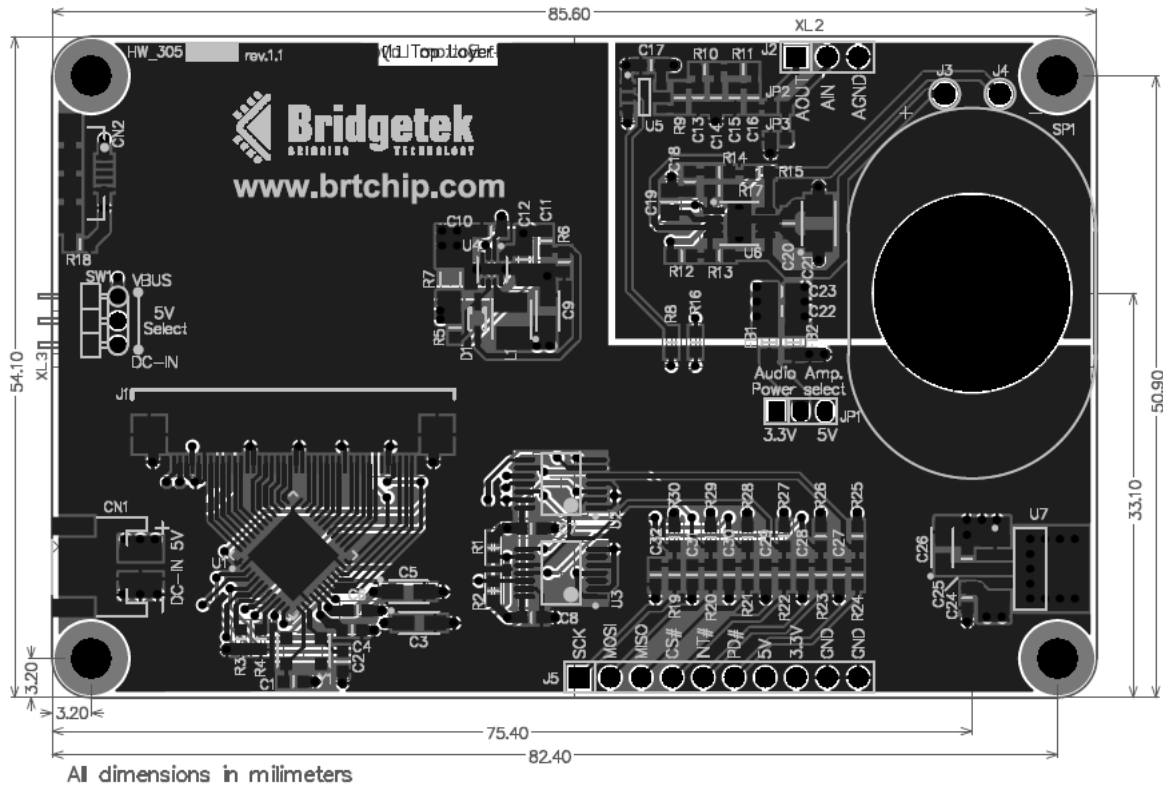 85.60
XL2
HW_305 rev.1.1
C17 R10 R11 J2
AOUT AIN AGND
J3 J4
JP2
U5 R9 C13 C14 C15 C16
JP3
+ - SP1
Bridgetek
BRIDGING TECHNOLOGY
www.brtchip.com
CN2
C18 R14 R15
R17
C19
U6
R12 R13 C20 C21
C10 C12 C11
U4 R6
R18
SW1 VBUS
5V
Select
DC-IN
XL3
R7
R5 D1 L1 C9
R8 R16
C23
C22
Audio Amp.
Power select
JP1
3.3V 5V
54.10
50.90
33.10
J1
CN1
+
DC-IN 5V
U2
R1
R2 U3
C8
C5
C3
R30 R29 R28 R27 R26 R25
C28 C27
R19 R20 R21 R22 R23 R24
U7
C26
C25
C24
R3 R4 C1 Y1 C2
J5 SCK MOSI MISO CS# INT# PD# 5V 3.3V GND GND
3.20
3.20
75.40
82.40
All dimensions in milimeters